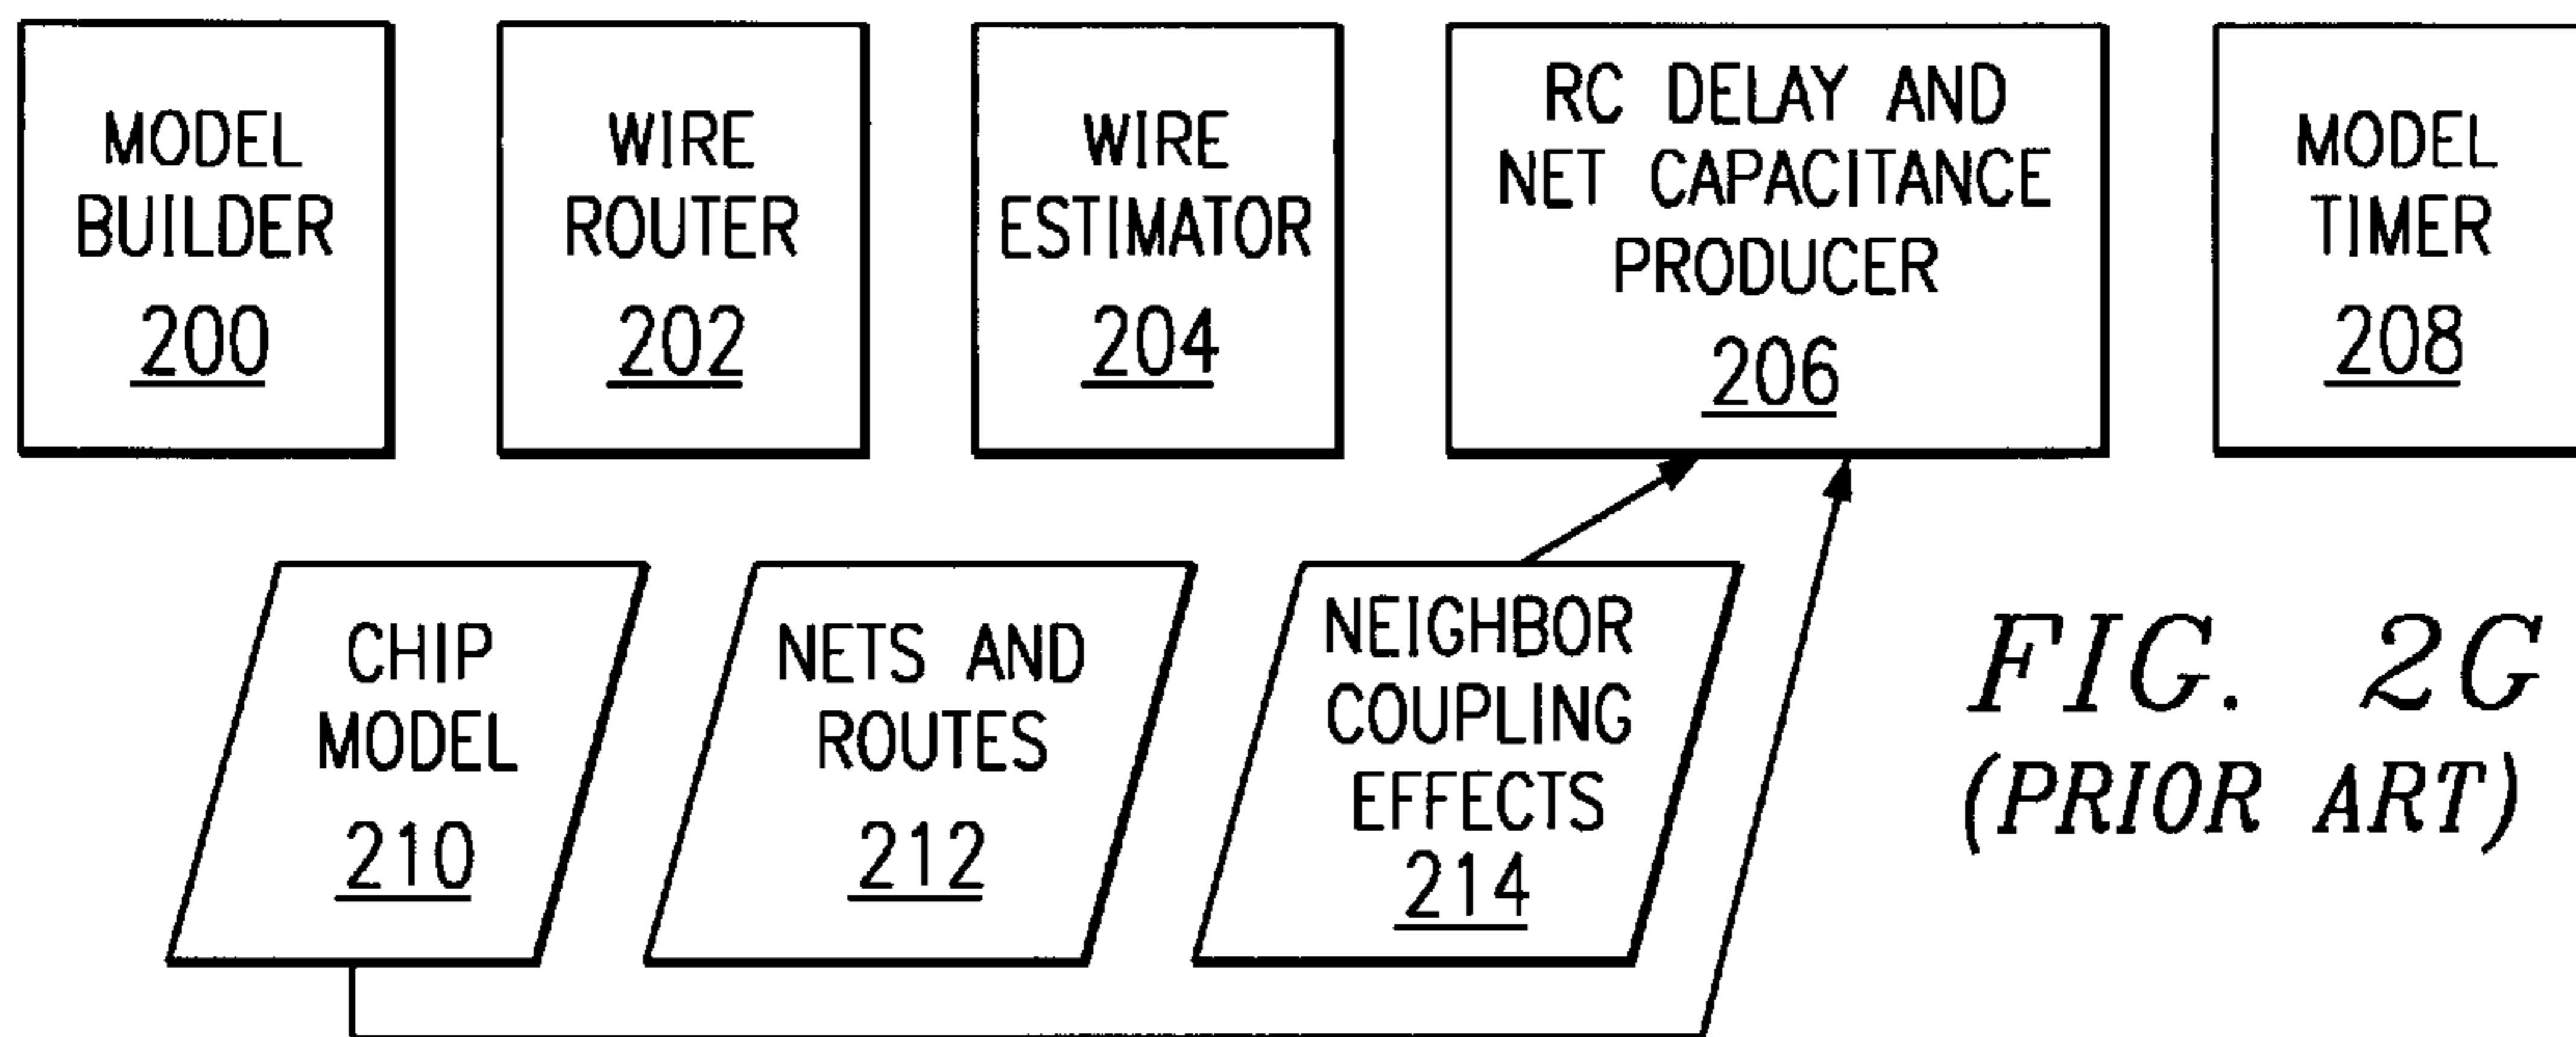 MODEL
BUILDER
200
WIRE
ROUTER
202
WIRE
ESTIMATOR
204
RC DELAY AND
NET CAPACITANCE
PRODUCER
206
MODEL
TIMER
208
CHIP
MODEL
210
NETS AND
ROUTES
212
NEIGHBOR
COUPLING
EFFECTS
214
FIG. 2G
(PRIOR ART)